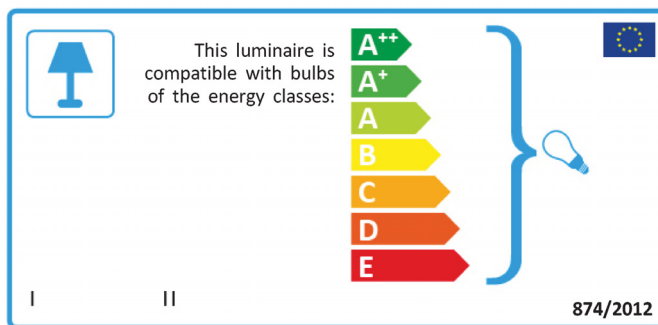 This luminaire is
compatible with bulbs
of the energy classes:
A++
A+
A
B
C
D
E
I II
874/2012